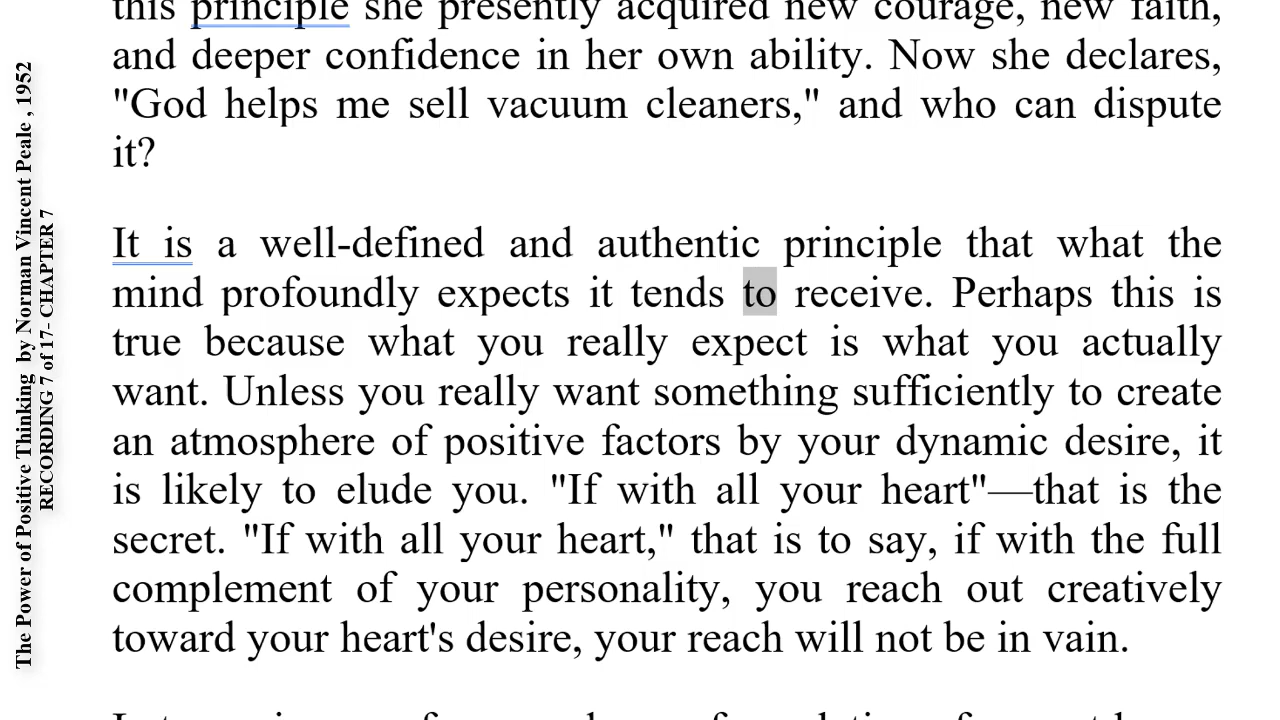 The Power of Positive Thinking by Norman Vincent Peale , 1952
RECORDING 7 of 17- CHAPTER 7
this principle she presently acquired new courage, new faith,
and deeper confidence in her own ability. Now she declares,
"God helps me sell vacuum cleaners," and who can dispute
it?
It is a well-defined and authentic principle that what the
mind profoundly expects it tends to receive. Perhaps this is
true because what you really expect is what you actually
want. Unless you really want something sufficiently to create
an atmosphere of positive factors by your dynamic desire, it
is likely to elude you. "If with all your heart"—that is the
secret. "If with all your heart," that is to say, if with the full
complement of your personality, you reach out creatively
toward your heart's desire, your reach will not be in vain.